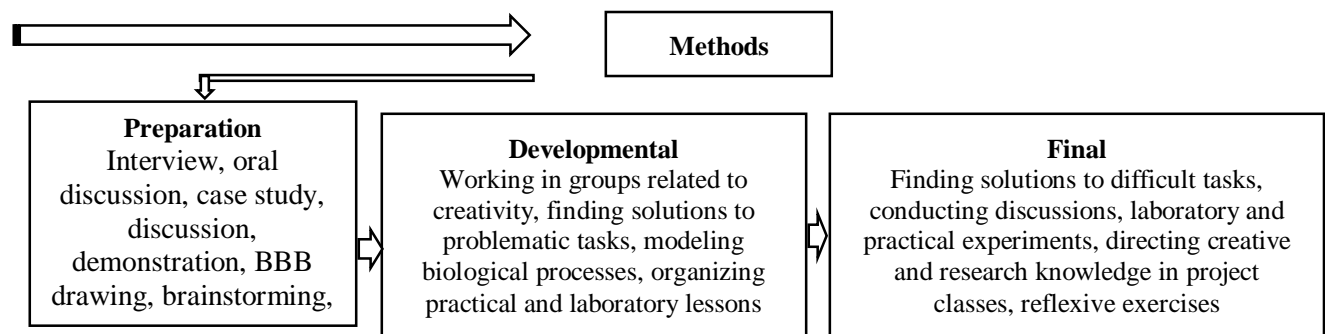 Methods
Preparation
Interview, oral
discussion, case study,
discussion,
demonstration, BBB
drawing, brainstorming,
Developmental
Working in groups related to
creativity, finding solutions to
problematic tasks, modeling
biological processes, organizing
practical and laboratory lessons
Final
Finding solutions to difficult tasks,
conducting discussions, laboratory and
practical experiments, directing creative
and research knowledge in project
classes, reflexive exercises